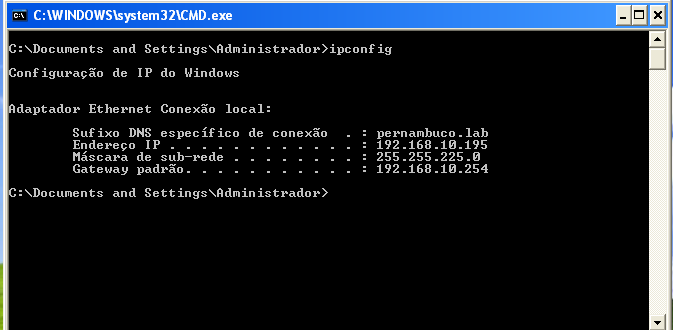 C:\WINDOWS\system32\CMD.exe
C:\Documents and Settings\Administrador>ipconfig
Configuração de IP do Windows
Adaptador Ethernet Conexão local:
Sufixo DNS específico de conexão . : pernambuco.lab
Endereço IP . . . . . . . . . . . . : 192.168.10.195
Máscara de sub-rede . . . . . . . . : 255.255.225.0
Gateway padrão. . . . . . . . . . . : 192.168.10.254
C:\Documents and Settings\Administrador>